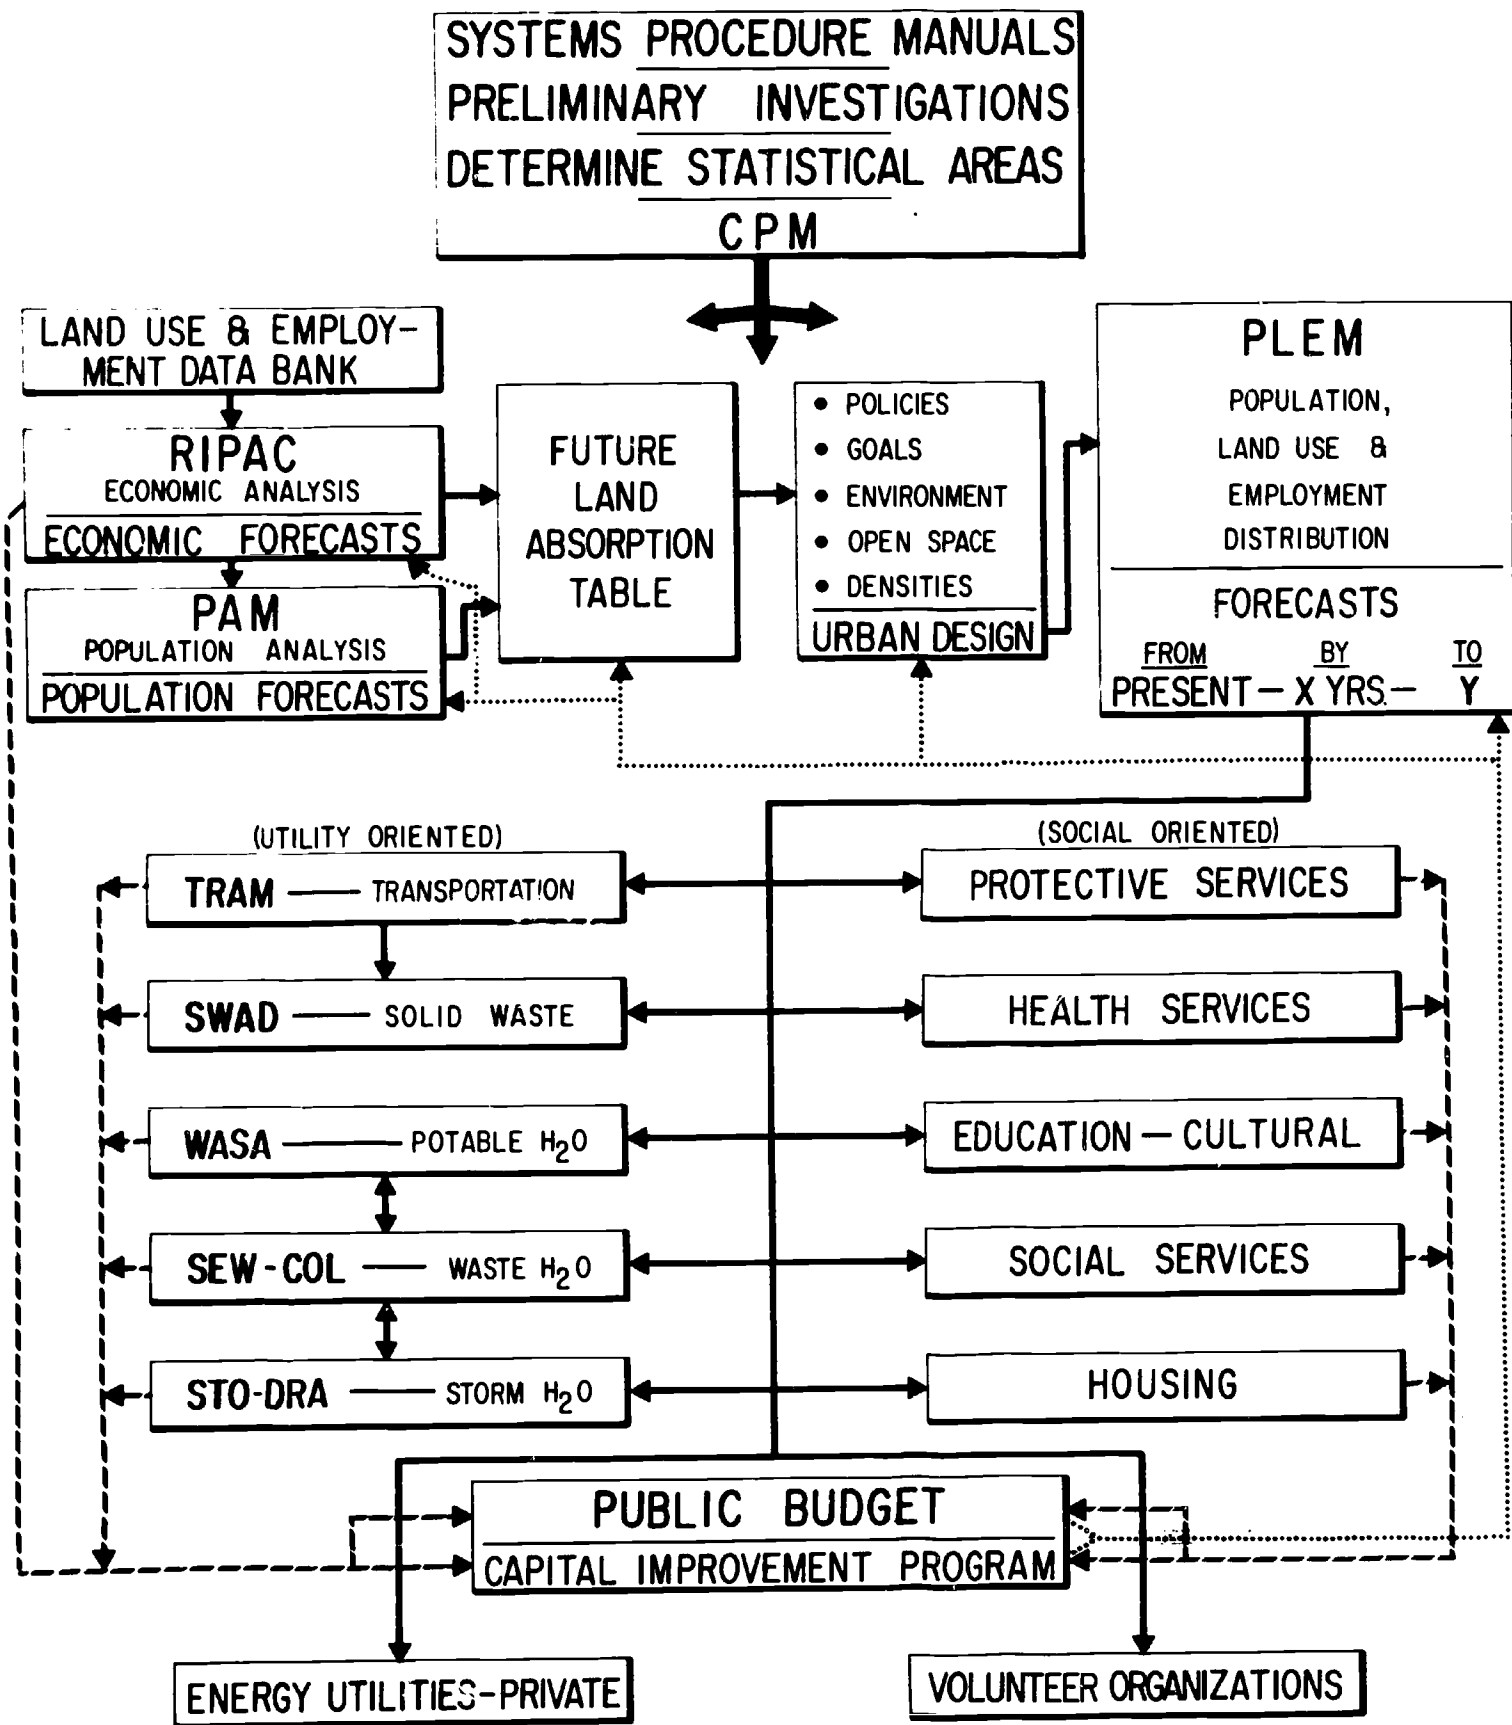 SYSTEMS PROCEDURE MANUALS
PRELIMINARY INVESTIGATIONS
DETERMINE STATISTICAL AREAS
CPM
LAND USE & EMPLOY-
MENT DATA BANK
RIPAC
ECONOMIC ANALYSIS
ECONOMIC FORECASTS
PAM
POPULATION ANALYSIS
POPULATION FORECASTS
FUTURE
LAND
ABSORPTION
TABLE
• POLICIES
• GOALS
• ENVIRONMENT
• OPEN SPACE
• DENSITIES
URBAN DESIGN
PLEM
POPULATION,
LAND USE &
EMPLOYMENT
DISTRIBUTION
FORECASTS
FROM BY TO
PRESENT – X YRS. – Y
(UTILITY ORIENTED)
TRAM — TRANSPORTATION
SWAD — SOLID WASTE
WASA — POTABLE H2O
SEW-COL — WASTE H2O
STO-DRA — STORM H2O
(SOCIAL ORIENTED)
PROTECTIVE SERVICES
HEALTH SERVICES
EDUCATION — CULTURAL
SOCIAL SERVICES
HOUSING
PUBLIC BUDGET
CAPITAL IMPROVEMENT PROGRAM
ENERGY UTILITIES-PRIVATE
VOLUNTEER ORGANIZATIONS